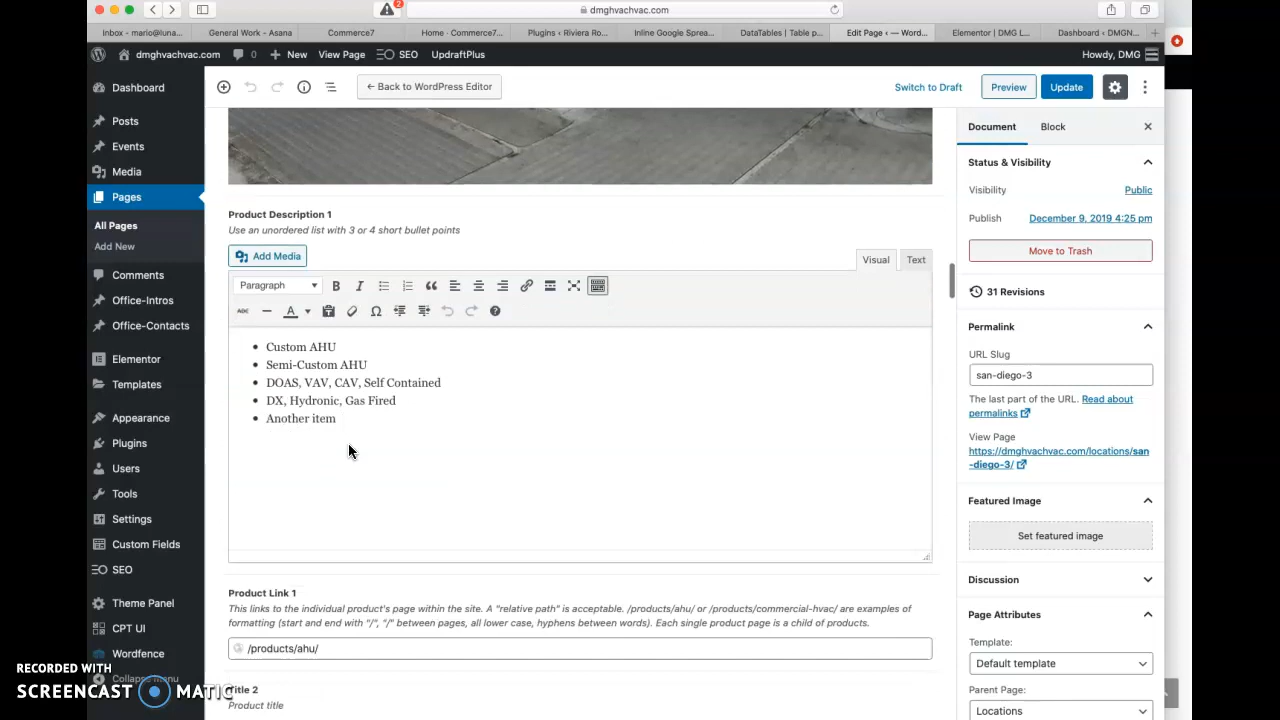 dmghvachvac.com
2
Inbox - mario@luna...
General Work - Asana
Commerce7
Home · Commerce7...
Plugins ‹ Riviera Ro...
Inline Google Sprea...
DataTables | Table p...
Edit Page ‹ — Word...
Elementor | DMG L...
Dashboard ‹ DMGN...
dmghvachvac.com
0
New
View Page
SEO
UpdraftPlus
Howdy, DMG
← Back to WordPress Editor
Switch to Draft
Preview
Update
Dashboard
Posts
Events
Media
Pages
All Pages
Add New
Comments
Office-Intros
Office-Contacts
Elementor
Templates
Appearance
Plugins
Users
Tools
Settings
Custom Fields
SEO
Theme Panel
CPT UI
Wordfence
Collapse menu
Product Description 1
Use an unordered list with 3 or 4 short bullet points
Add Media
Visual
Text
Paragraph
B
I
ABC
A
• Custom AHU
• Semi-Custom AHU
• DOAS, VAV, CAV, Self Contained
• DX, Hydronic, Gas Fired
• Another item
Product Link 1
This links to the individual product's page within the site. A "relative path" is acceptable. /products/ahu/ or /products/commercial-hvac/ are examples of
formatting (start and end with "/", "/" between pages, all lower case, hyphens between words). Each single product page is a child of products.
/products/ahu/
Title 2
Product title
Document
Block
Status & Visibility
Visibility
Public
Publish
December 9, 2019 4:25 pm
Move to Trash
31 Revisions
Permalink
URL Slug
san-diego-3
The last part of the URL. Read about
permalinks
View Page
https://dmghvachvac.com/locations/san
-diego-3/
Featured Image
Set featured image
Discussion
Page Attributes
Template:
Default template
Parent Page:
Locations
RECORDED WITH
SCREENCAST MATIC